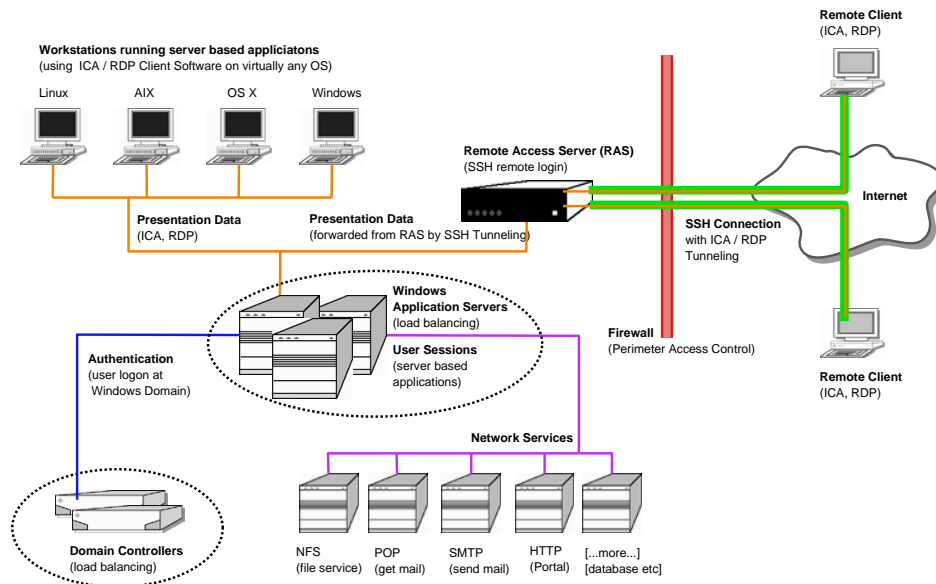 Workstations running server based appliciatons
(using ICA / RDP Client Software on virtually any OS)
Linux
AIX
OS X
Windows
Remote Client
(ICA, RDP)
Remote Access Server (RAS)
(SSH remote login)
Internet
Presentation Data
(ICA, RDP)
Presentation Data
(forwarded from RAS by SSH Tunneling)
SSH Connection
with ICA / RDP
Tunneling
Windows
Application Servers
(load balancing)
User Sessions
(server based
applications)
Firewall
(Perimeter Access Control)
Authentication
(user logon at
Windows Domain)
Remote Client
(ICA, RDP)
Network Services
Domain Controllers
(load balancing)
NFS
(file service)
POP
(get mail)
SMTP
(send mail)
HTTP
(Portal)
[...more...]
[database etc]